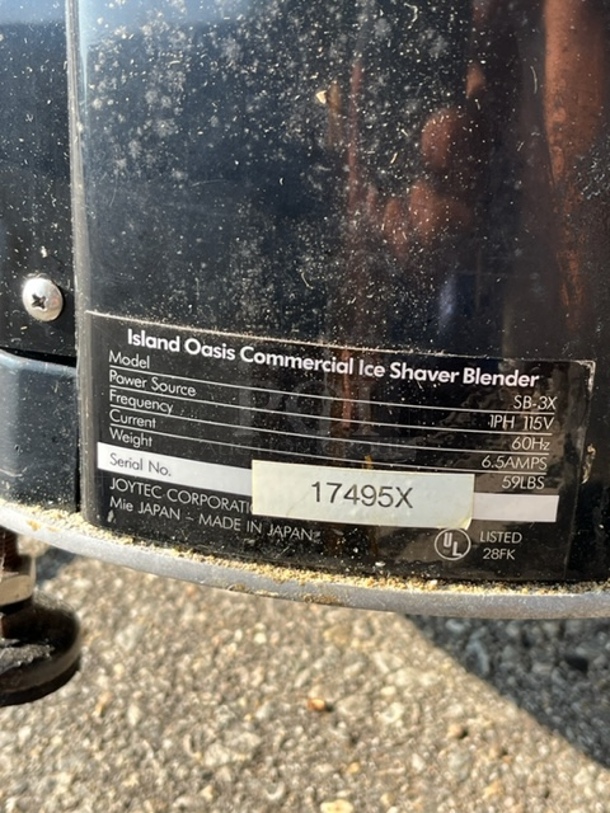 Island Oasis Commercial Ice Shaver Blender
Model SB-3X
Power Source 1PH 115V
Frequency 60Hz
Current 6.5AMPS
Weight 59LBS
Serial No. 17495X
JOYTEC CORPORATI
Mie JAPAN - MADE IN JAPAN
UL LISTED
28FK